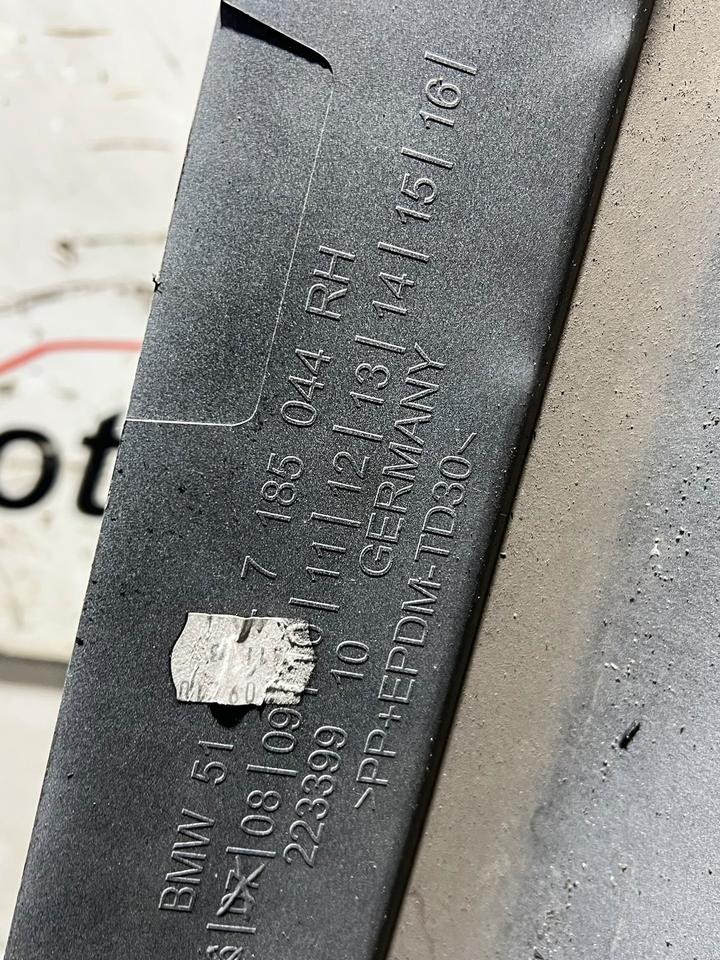 BMW 51 7 185 044 RH
08|09| 10|11|12|13|14|15|16|
GERMANY
223399 10
>PP+EPDM-TD30<
ot